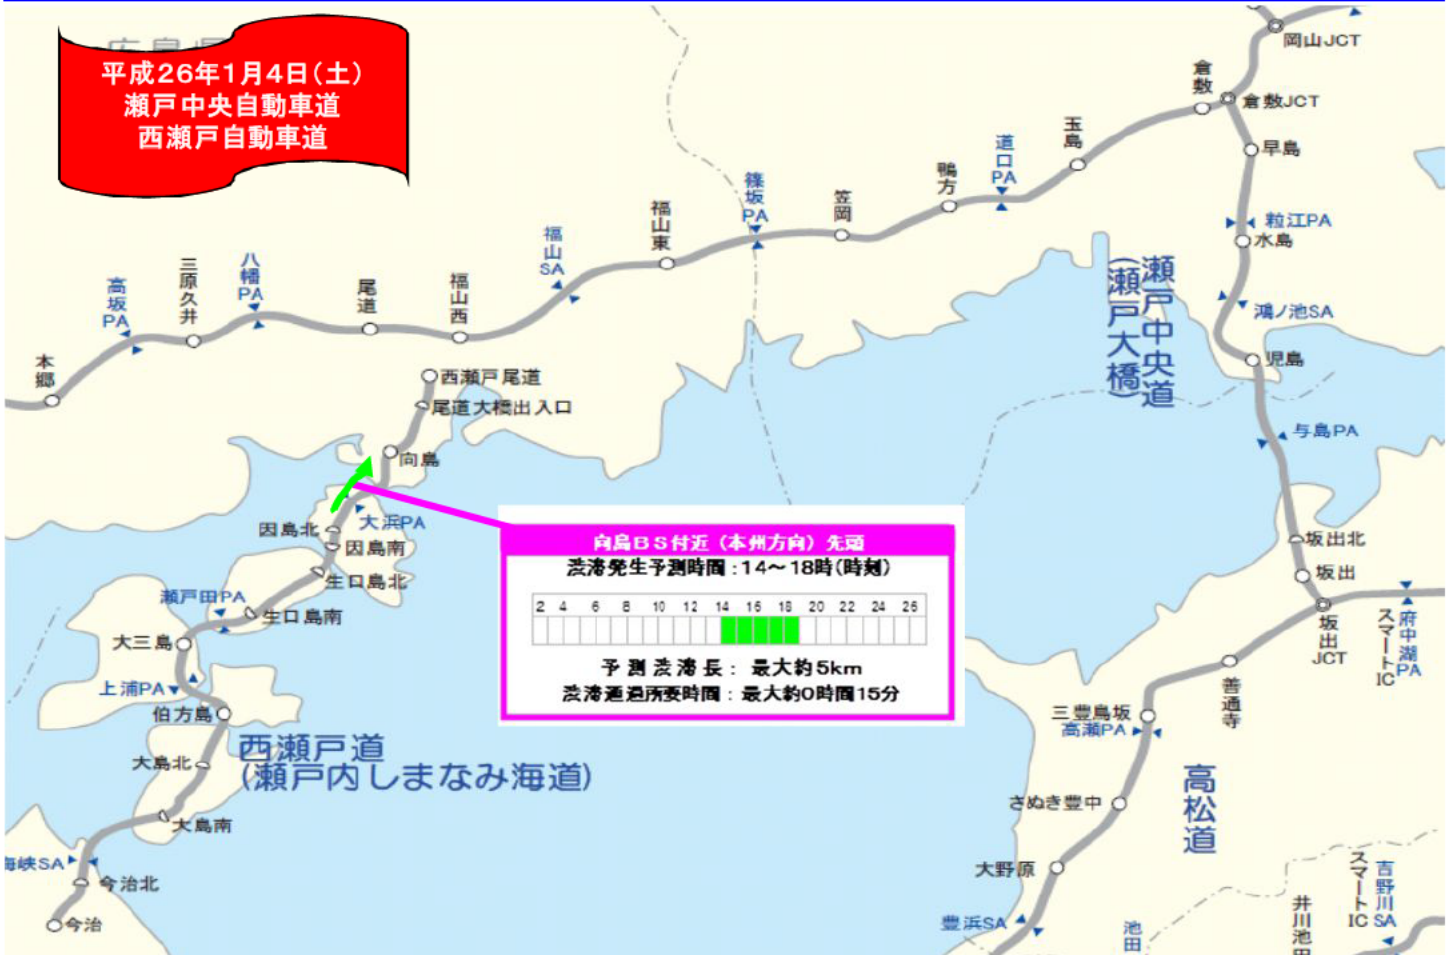 平成26年1月4日(土)
瀬戸中央自動車道
西瀬戸自動車道
岡山JCT
倉敷
倉敷JCT
玉島
早島
道口PA
鴨方
篠坂PA
笠岡
福山東
粒江PA
水島
福山SA
瀬戸中央道
(瀬戸大橋)
八幡PA
三原久井
高坂PA
尾道
福山西
鴻ノ池SA
本郷
児島
西瀬戸尾道
尾道大橋出入口
与島PA
向島
大浜PA
因島北
因島南
生口島北
瀬戸田PA
生口島南
大三島
上浦PA
伯方島
向島BS付近(本州方向)先頭
渋滞発生予測時間:14~18時(時刻)
2 4 6 8 10 12 14 16 18 20 22 24 26
予測渋滞長:最大約5km
渋滞通過所要時間:最大約0時間15分
坂出北
坂出
坂出JCT
府中湖PA
スマートIC
善通寺
三豊鳥坂
高瀬PA
西瀬戸道
(瀬戸内しまなみ海道)
大島北
大島南
さぬき豊中
高松道
海峡SA
今治北
今治
大野原
豊浜SA
池田
井川池田
吉野川SA
スマートIC